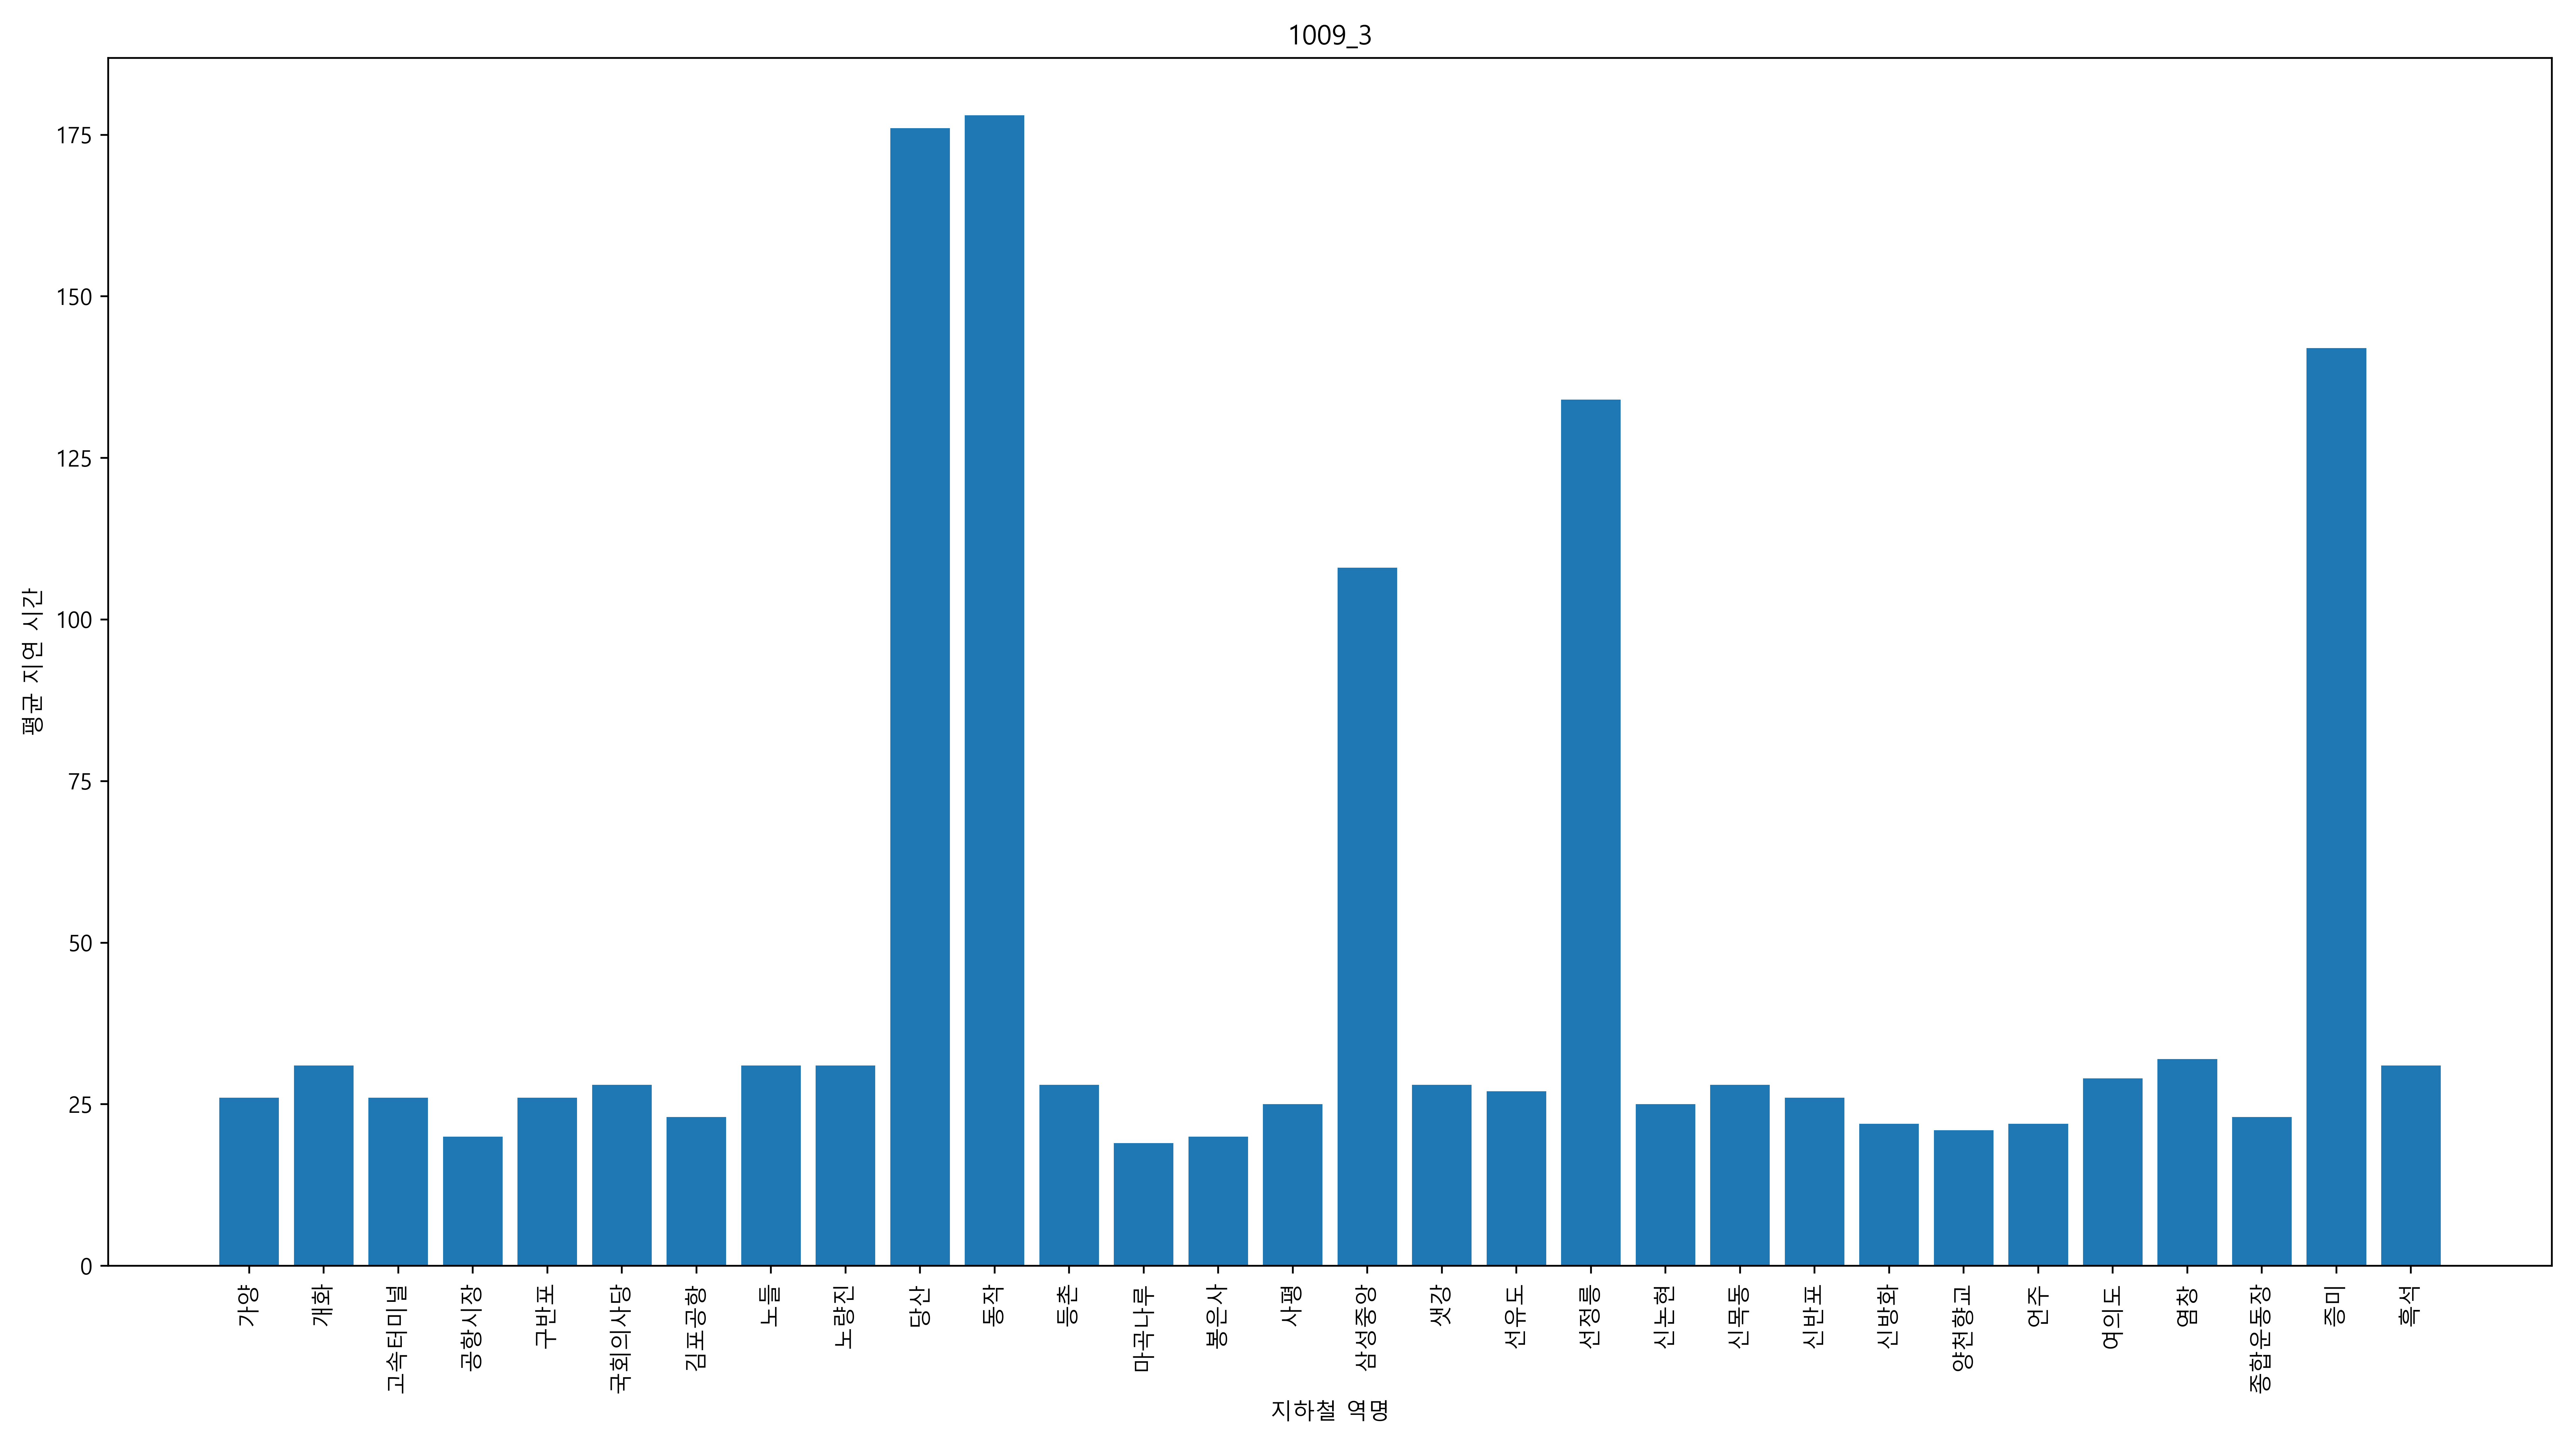 1009_3
평균 지연 시간
175
150
125
100
75
50
25
0
가양
개화
고속터미널
공항시장
구반포
국회의사당
김포공항
노들
노량진
당산
동작
등촌
마곡나루
봉은사
사평
삼성중앙
샛강
선유도
선정릉
신논현
신목동
신반포
신방화
양천향교
언주
여의도
염창
종합운동장
증미
흑석
지하철 역명